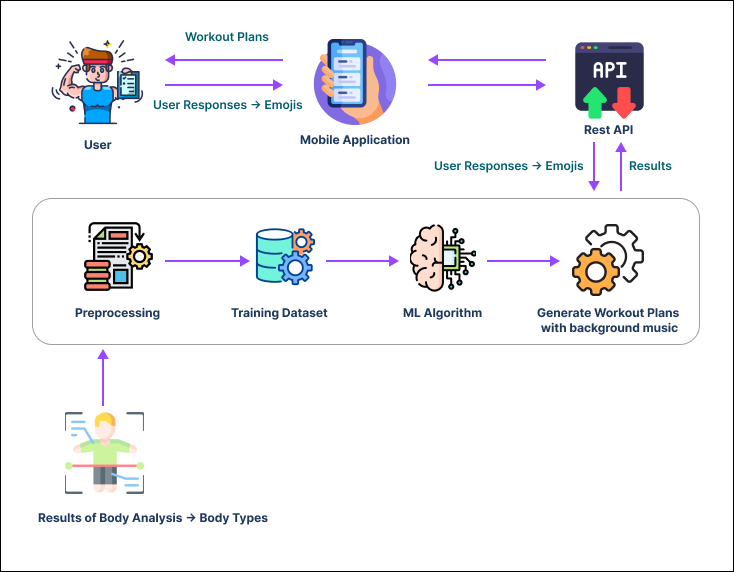 Workout Plans
User Responses → Emojis
User
Mobile Application
API
Rest API
User Responses → Emojis
Results
Preprocessing
Training Dataset
ML Algorithm
Generate Workout Plans
with background music
Results of Body Analysis → Body Types